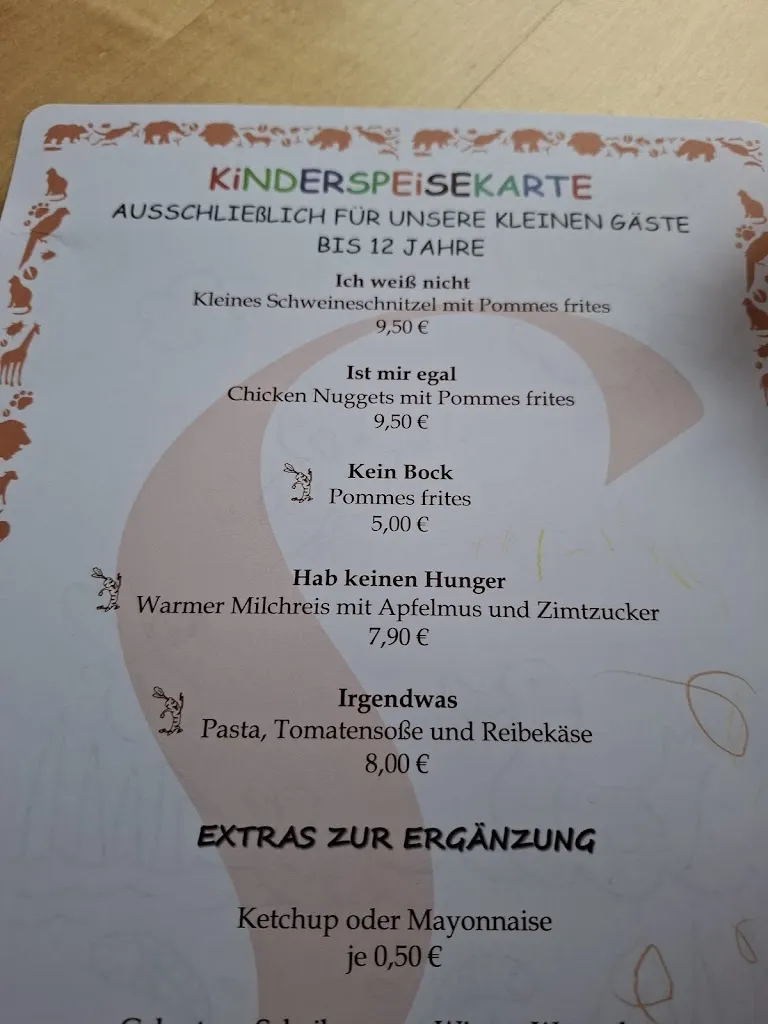 KiNDERSPEiSEKARTE
AUSSCHLIEßLICH FÜR UNSERE KLEINEN GÄSTE
BIS 12 JAHRE
Ich weiß nicht
Kleines Schweineschnitzel mit Pommes frites
9,50 €
Ist mir egal
Chicken Nuggets mit Pommes frites
9,50 €
Kein Bock
Pommes frites
5,00 €
Hab keinen Hunger
Warmer Milchreis mit Apfelmus und Zimtzucker
7,90 €
Irgendwas
Pasta, Tomatensoße und Reibekäse
8,00 €
EXTRAS ZUR ERGÄNZUNG
Ketchup oder Mayonnaise
je 0,50 €